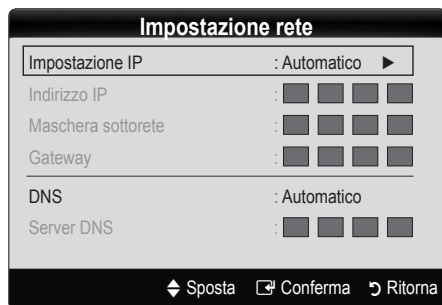 Impostazione rete
Impostazione IP : Automatico ►
Indirizzo IP :
Maschera sottorete :
Gateway :
DNS : Automatico
Server DNS :
Sposta Conferma Ritorna